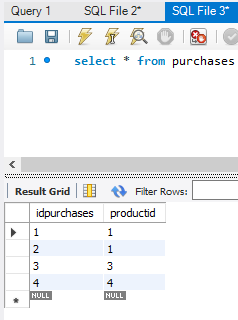 Query 1 SQL File 2* SQL File 3*
1 select * from purchases
Result Grid Filter Rows:
idpurchases productid
1 1
2 1
3 3
4 4
NULL NULL